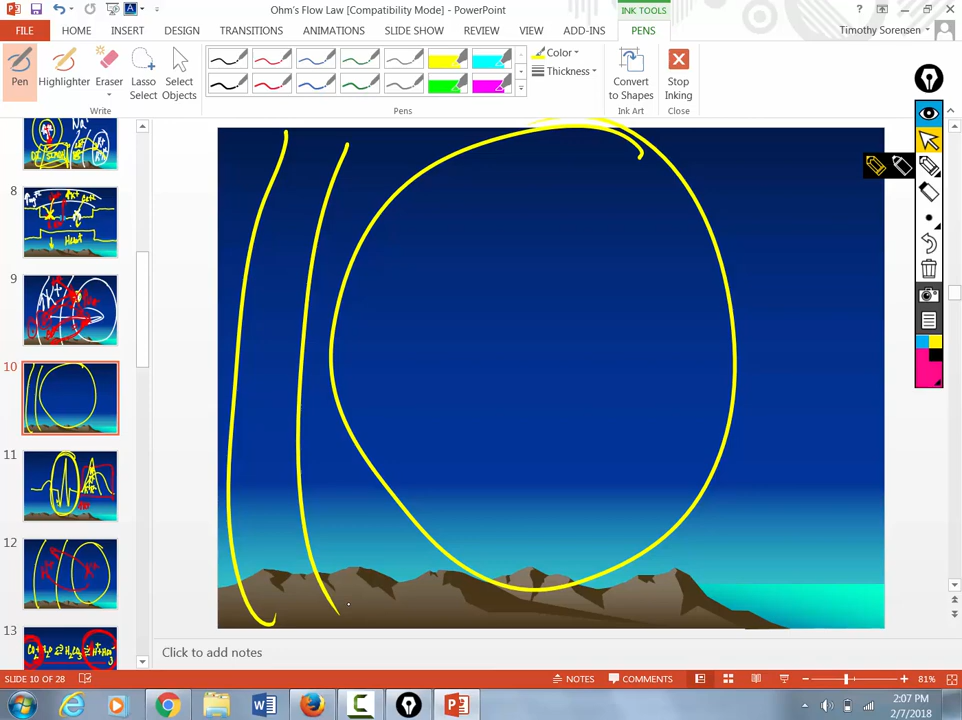 Ohm's Flow Law [Compatibility Mode] - PowerPoint
INK TOOLS
FILE
HOME
INSERT
DESIGN
TRANSITIONS
ANIMATIONS
SLIDE SHOW
REVIEW
VIEW
ADD-INS
PENS
Timothy Sorensen
Pen
Highlighter
Eraser
Lasso Select
Select Objects
Color
Thickness
Convert to Shapes
Stop Inking
Write
Pens
Ink Art
Close
8
Heart
9
10
11
12
13
Click to add notes
SLIDE 10 OF 28
NOTES
COMMENTS
81%
2:07 PM
2/7/2018